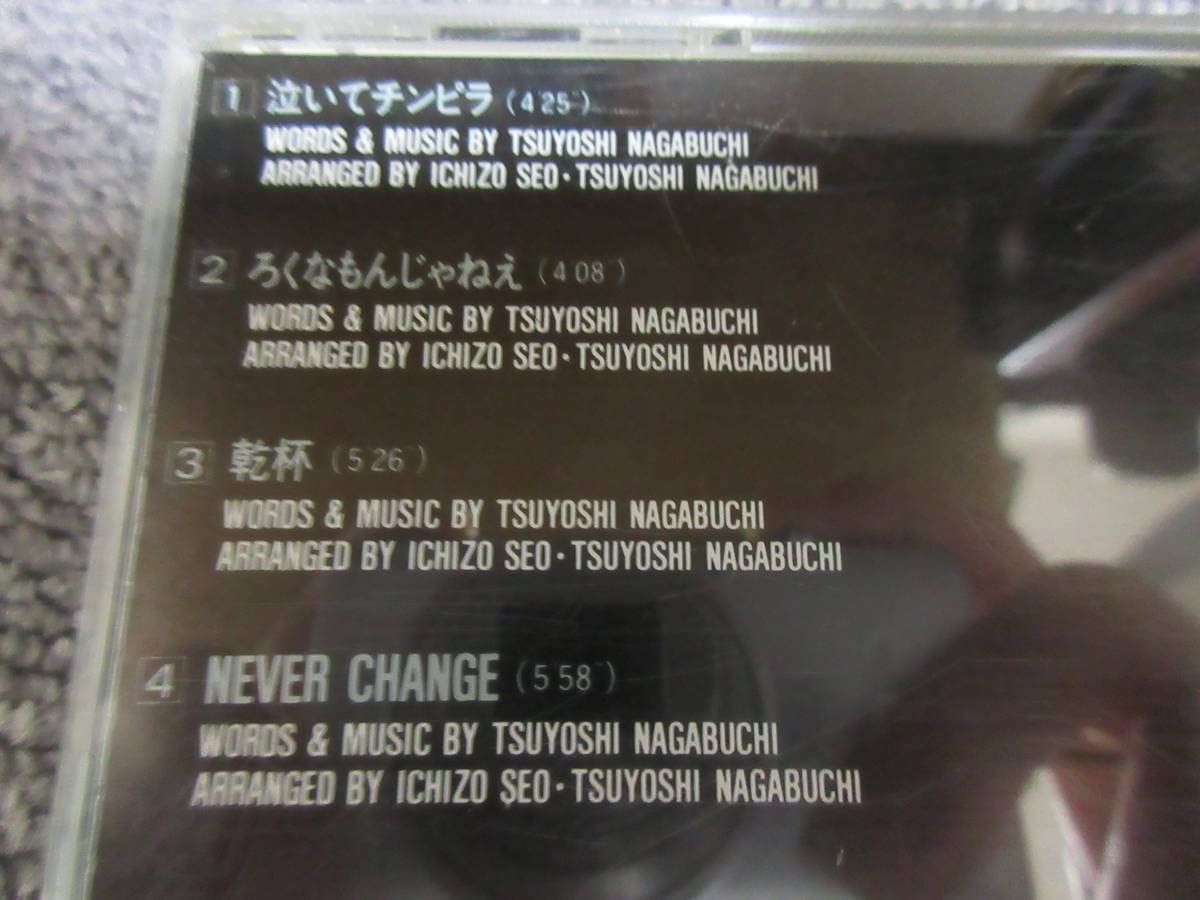 1 泣いてチンピラ (4'25")
WORDS & MUSIC BY TSUYOSHI NAGABUCHI
ARRANGED BY ICHIZO SEO・TSUYOSHI NAGABUCHI
2 ろくなもんじゃねえ (4'08")
WORDS & MUSIC BY TSUYOSHI NAGABUCHI
ARRANGED BY ICHIZO SEO・TSUYOSHI NAGABUCHI
3 乾杯 (5'26")
WORDS & MUSIC BY TSUYOSHI NAGABUCHI
ARRANGED BY ICHIZO SEO・TSUYOSHI NAGABUCHI
4 NEVER CHANGE (5'58")
WORDS & MUSIC BY TSUYOSHI NAGABUCHI
ARRANGED BY ICHIZO SEO・TSUYOSHI NAGABUCHI